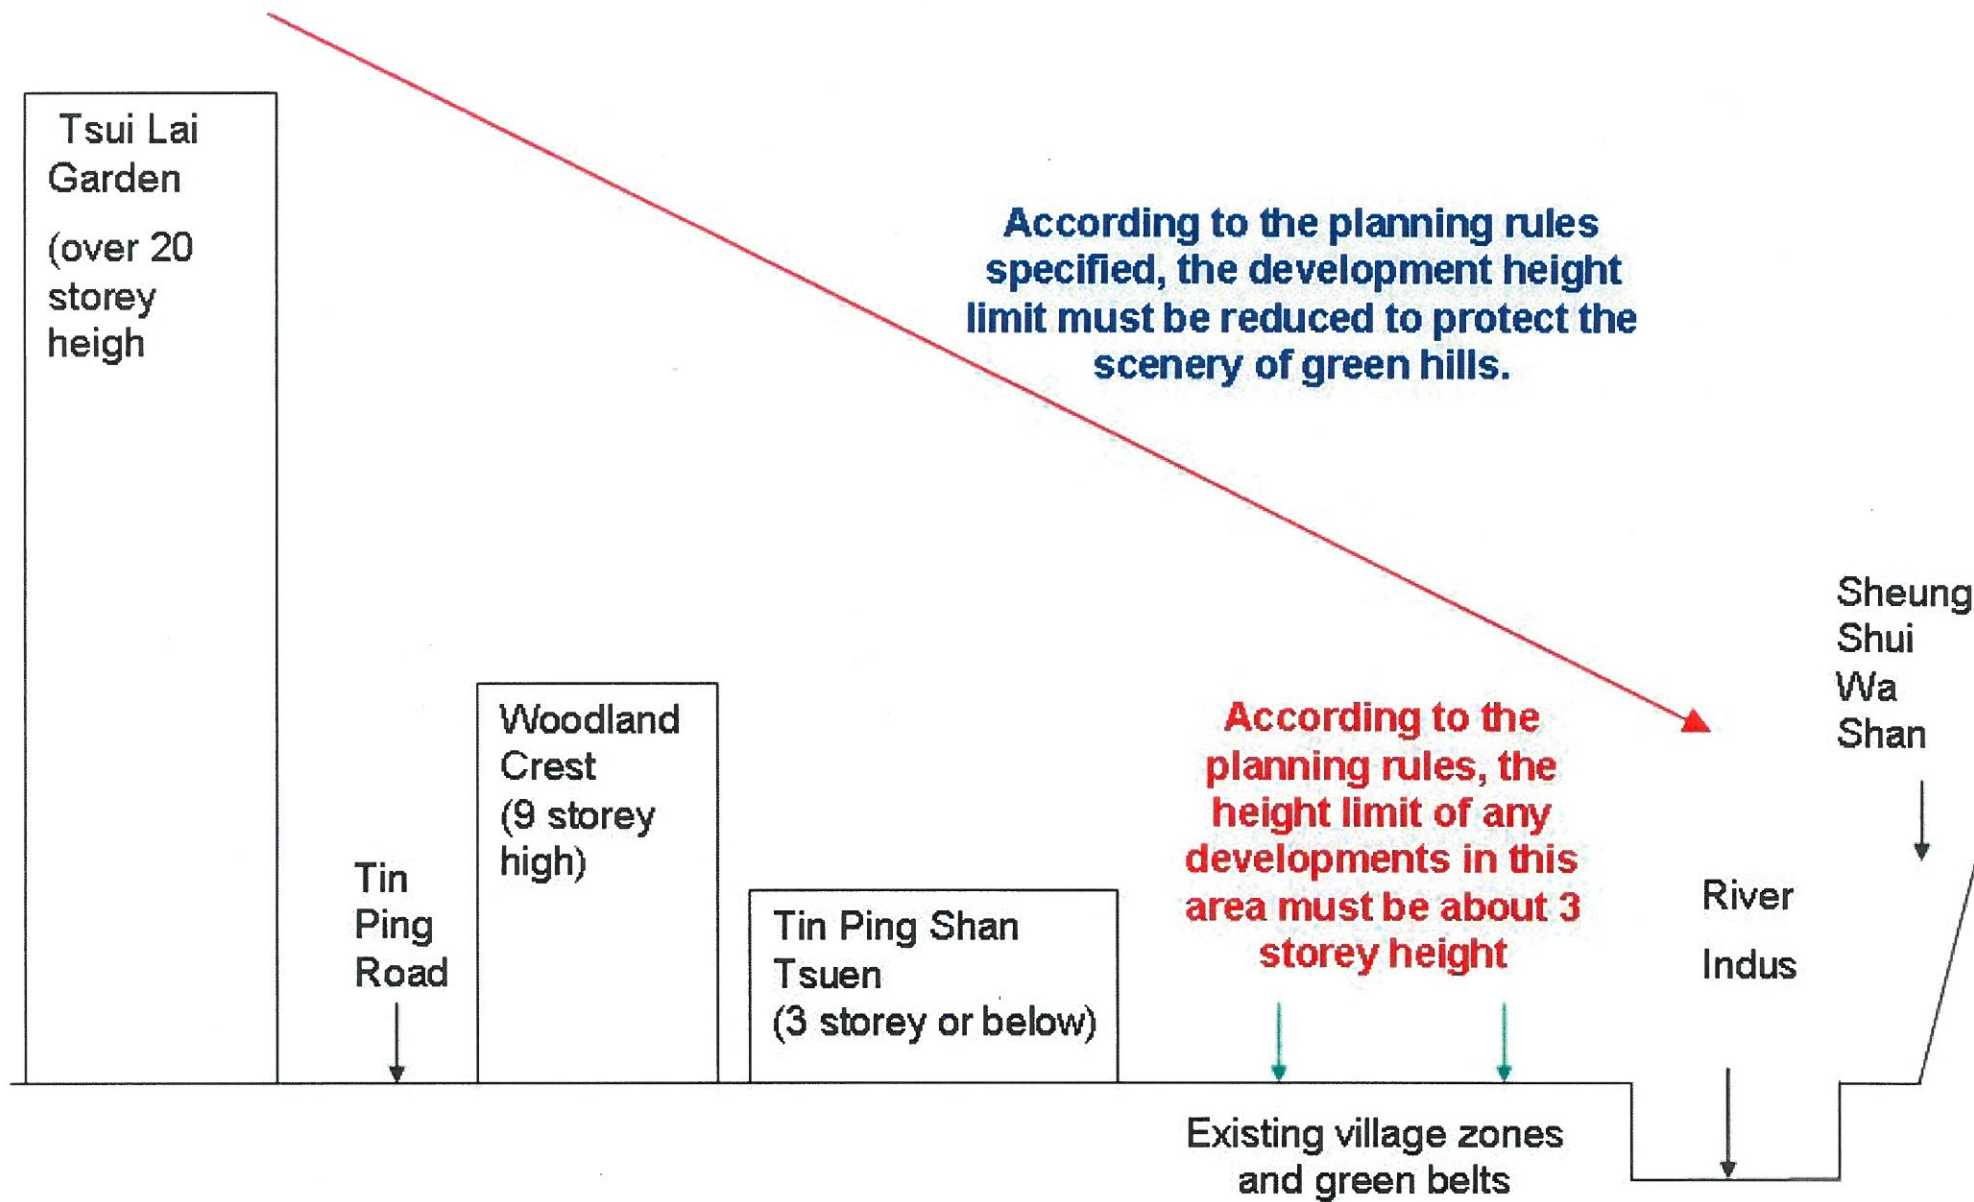 Tsui Lai
Garden
(over 20
storey
heigh
According to the planning rules
specified, the development height
limit must be reduced to protect the
scenery of green hills.
Tin
Ping
Road
Woodland
Crest
(9 storey
high)
Tin Ping Shan
Tsuen
(3 storey or below)
According to the
planning rules, the
height limit of any
developments in this
area must be about 3
storey height
Existing village zones
and green belts
River
Indus
Sheung
Shui
Wa
Shan